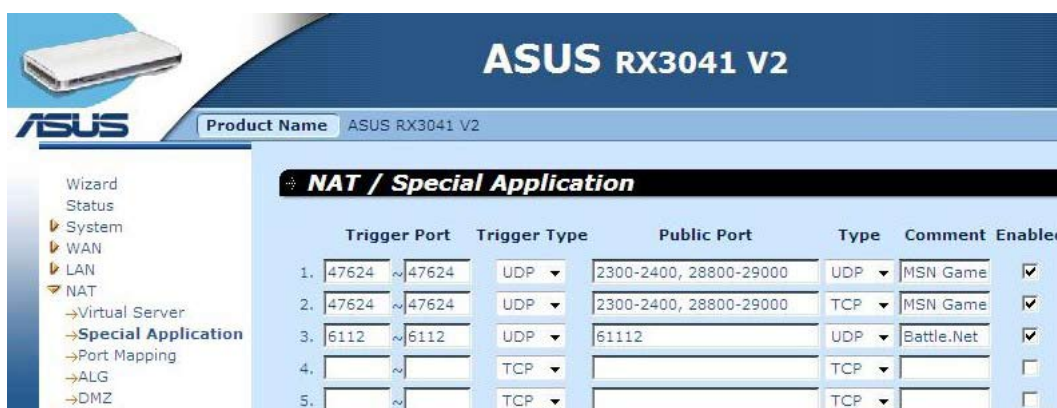 ASUS RX3041 V2
ASUS
Product Name ASUS RX3041 V2
Wizard
Status
System
WAN
LAN
NAT
→Virtual Server
→Special Application
→Port Mapping
→ALG
→DMZ
NAT / Special Application
Trigger Port Trigger Type Public Port Type Comment Enabled
1. 47624 ~ 47624 UDP 2300-2400, 28800-29000 UDP MSN Game
2. 47624 ~ 47624 UDP 2300-2400, 28800-29000 TCP MSN Game
3. 6112 ~ 6112 UDP 61112 UDP Battle.Net
4. ~ TCP TCP
5. ~ TCP TCP